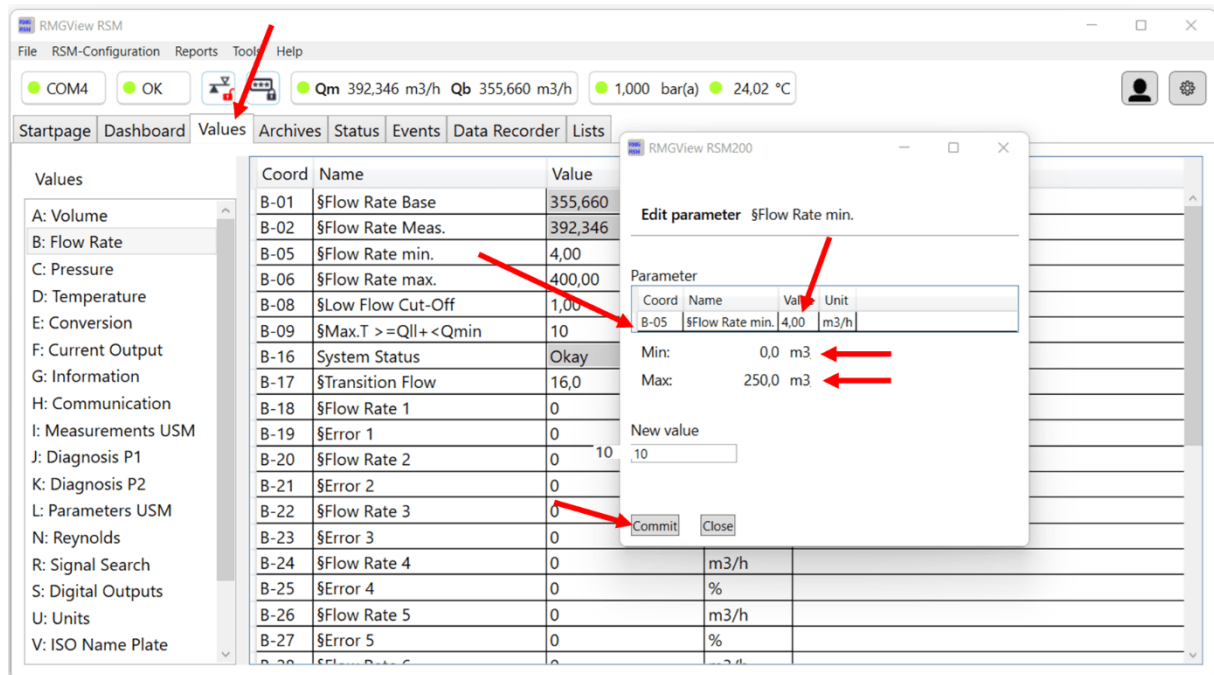 RMGView RSM
File RSM-Configuration Reports Tools Help
COM4 OK Qm 392,346 m3/h Qb 355,660 m3/h 1,000 bar(a) 24,02 °C
Startpage Dashboard Values Archives Status Events Data Recorder Lists
Values
A: Volume
B: Flow Rate
C: Pressure
D: Temperature
E: Conversion
F: Current Output
G: Information
H: Communication
I: Measurements USM
J: Diagnosis P1
K: Diagnosis P2
L: Parameters USM
N: Reynolds
R: Signal Search
S: Digital Outputs
U: Units
V: ISO Name Plate
Coord Name Value
B-01 §Flow Rate Base 355,660
B-02 §Flow Rate Meas. 392,346
B-05 §Flow Rate min. 4,00
B-06 §Flow Rate max. 400,00
B-08 §Low Flow Cut-Off 1,00
B-09 §Max.T >=Qll+<Qmin 10
B-16 System Status Okay
B-17 §Transition Flow 16,0
B-18 §Flow Rate 1 0
B-19 §Error 1 0
B-20 §Flow Rate 2 0
B-21 §Error 2 0
B-22 §Flow Rate 3 0
B-23 §Error 3 0
B-24 §Flow Rate 4 0 m3/h
B-25 §Error 4 0 %
B-26 §Flow Rate 5 0 m3/h
B-27 §Error 5 0 %
10
RMGView RSM200
Edit parameter §Flow Rate min.
Parameter
Coord Name Value Unit
B-05 §Flow Rate min. 4,00 m3/h
Min: 0,0 m3
Max: 250,0 m3
New value
10
Commit Close